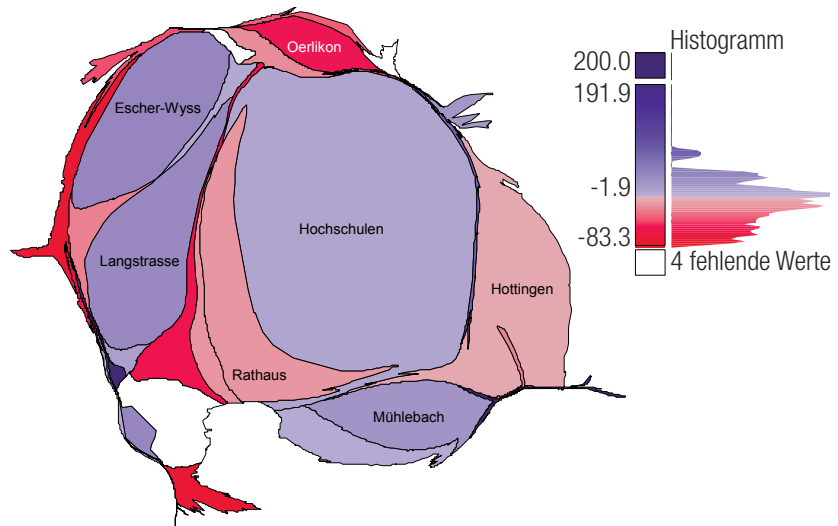 Oerlikon
Escher-Wyss
Hochschulen
Langstrasse
Hottingen
Rathaus
Mühlebach
Histogramm
200.0
191.9
-1.9
-83.3
4 fehlende Werte